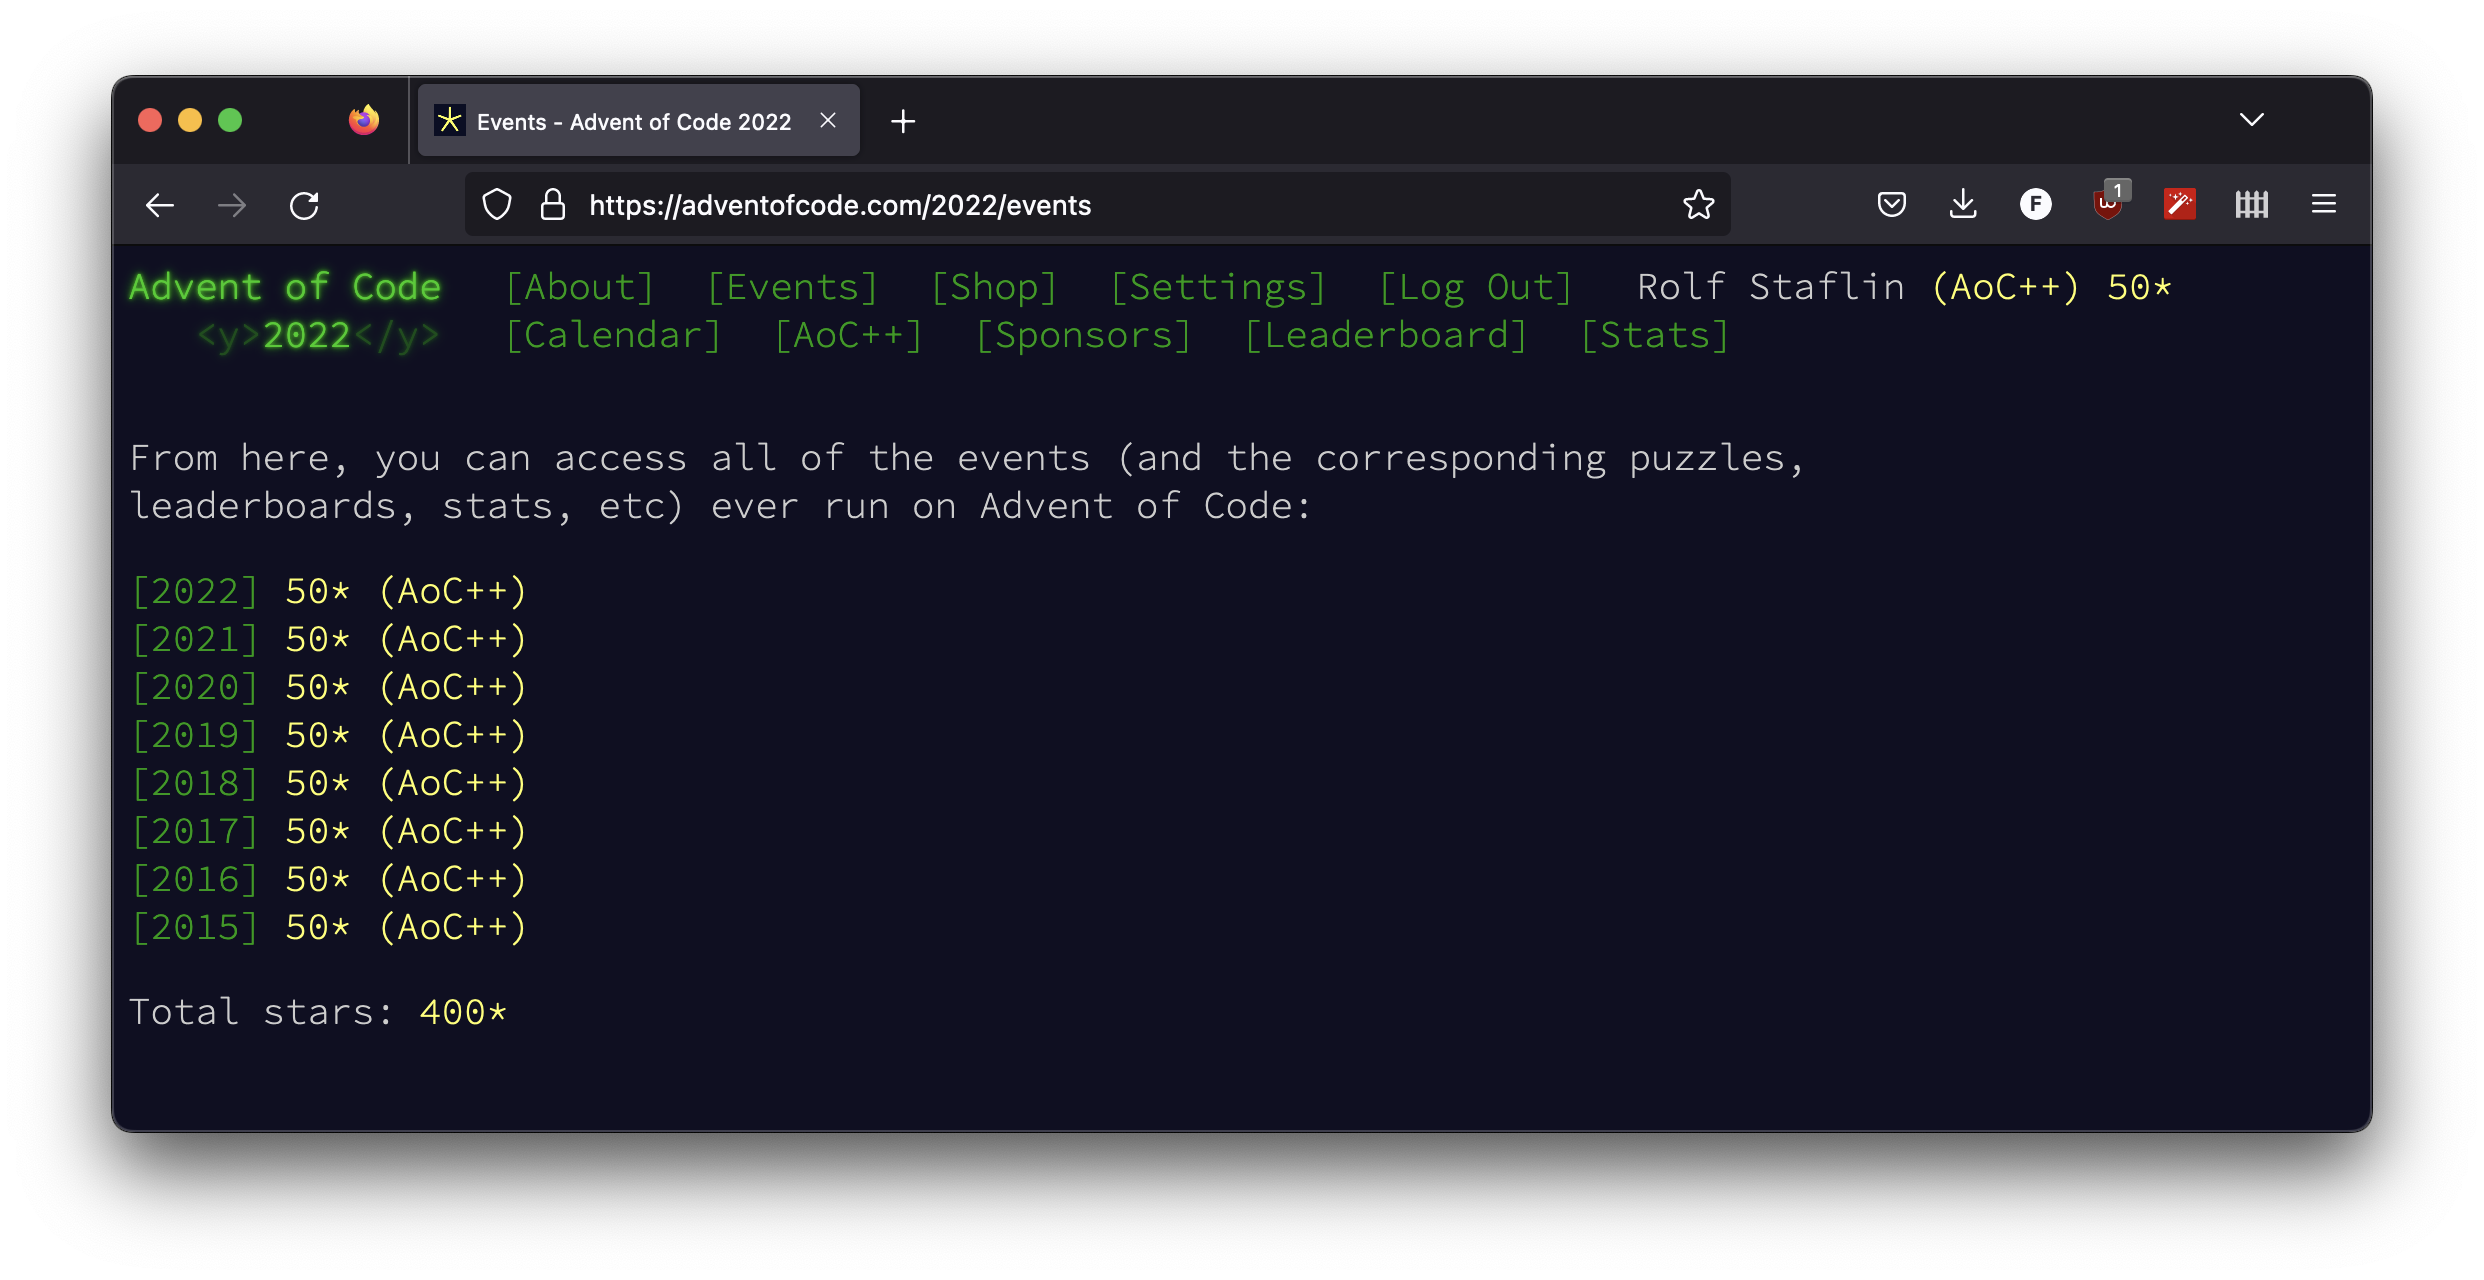 Events - Advent of Code 2022
https://adventofcode.com/2022/events
F
1
Advent of Code [About] [Events] [Shop] [Settings] [Log Out] Rolf Staflin (AoC++) 50*
<y>2022</y> [Calendar] [AoC++] [Sponsors] [Leaderboard] [Stats]
From here, you can access all of the events (and the corresponding puzzles,
leaderboards, stats, etc) ever run on Advent of Code:
[2022] 50* (AoC++)
[2021] 50* (AoC++)
[2020] 50* (AoC++)
[2019] 50* (AoC++)
[2018] 50* (AoC++)
[2017] 50* (AoC++)
[2016] 50* (AoC++)
[2015] 50* (AoC++)
Total stars: 400*